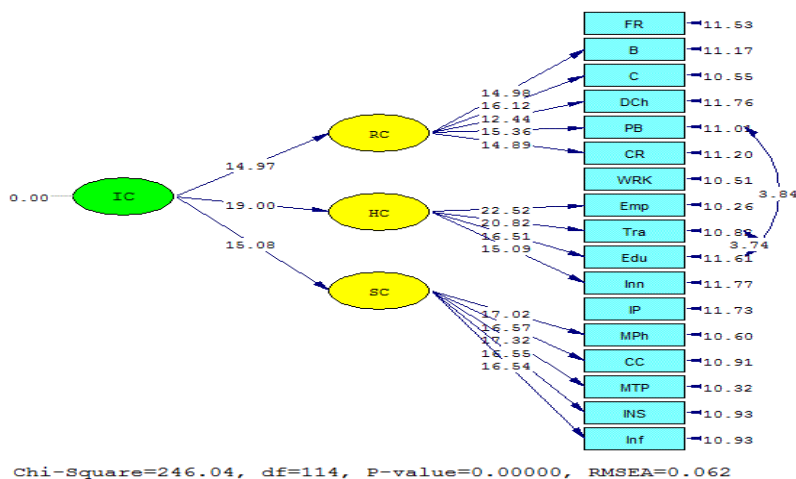 FR 11.53
B 11.17
C 10.55
14.98
16.12
DCh 11.76
12.44
RC
15.36
PB
14.89
CR 11.20
14.97
WRK 10.51
3.84
0.00
IC
19.00
HC
22.52
Emp 10.26
20.82
Tra
16.51
3.74
15.08
15.09
Edu 11.61
Inn 11.77
SC
IP 11.73
17.02
MPh 10.60
16.57
17.32
CC 10.91
16.55
16.54
MTP 10.32
INS 10.93
Inf 10.93
Chi-Square=246.04, df=114, P-value=0.00000, RMSEA=0.062